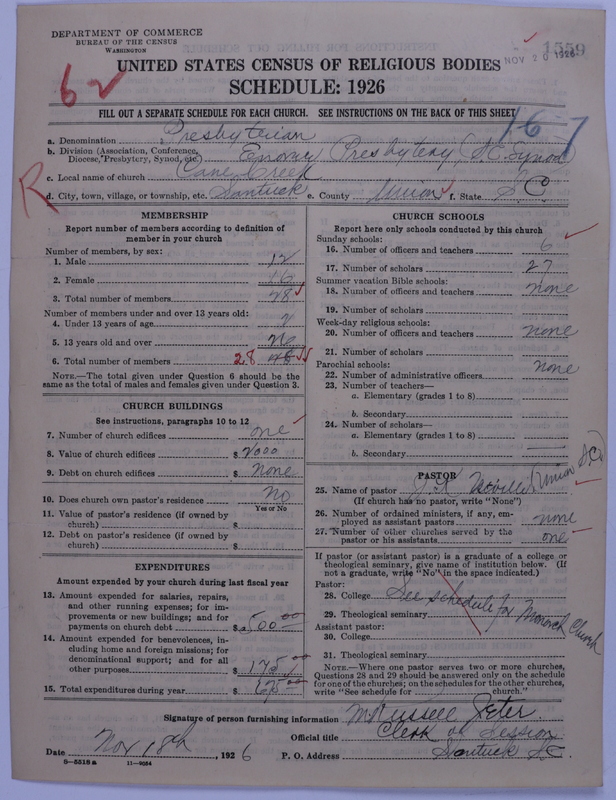 DEPARTMENT OF COMMERCE
BUREAU OF THE CENSUS
WASHINGTON
1559
NOV 20 1926
UNITED STATES CENSUS OF RELIGIOUS BODIES
SCHEDULE: 1926
62
FILL OUT A SEPARATE SCHEDULE FOR EACH CHURCH. SEE INSTRUCTIONS ON THE BACK OF THIS SHEET
167
a. Denomination Presbyterian
b. Division (Association, Conference, Diocese, Presbytery, Synod, etc.) Enoree Presbytery (S.C. Synod
c. Local name of church Cane Creek
R
d. City, town, village, or township, etc. Santuck e. County Union f. State S C
MEMBERSHIP
Report number of members according to definition of member in your church
Number of members, by sex:
1. Male 12
2. Female 16
3. Total number of members 28
Number of members under and over 13 years old:
4. Under 13 years of age 2
5. 13 years old and over
6. Total number of members 28
NOTE.—The total given under Question 6 should be the
same as the total of males and females given under Question 3.
CHURCH BUILDINGS
See instructions, paragraphs 10 to 12
7. Number of church edifices one
8. Value of church edifices $ 2000
9. Debt on church edifices $ None
10. Does church own pastor's residence No
Yes or No
11. Value of pastor's residence (if owned by
church) $
12. Debt on pastor's residence (if owned by
church) $
EXPENDITURES
Amount expended by your church during last fiscal year
13. Amount expended for salaries, repairs,
and other running expenses; for im-
provements or new buildings; and for
payments on church debt $ 500 00
14. Amount expended for benevolences, in-
cluding home and foreign missions; for
denominational support; and for all
other purposes $ 175
15. Total expenditures during year $ 675 00
CHURCH SCHOOLS
Report here only schools conducted by this church
Sunday schools:
16. Number of officers and teachers 6
17. Number of scholars 27
Summer vacation Bible schools:
18. Number of officers and teachers none
19. Number of scholars
Week-day religious schools:
20. Number of officers and teachers none
21. Number of scholars
Parochial schools:
22. Number of administrative officers none
23. Number of teachers—
a. Elementary (grades 1 to 8)
b. Secondary
24. Number of scholars—
a. Elementary (grades 1 to 8)
b. Secondary
PASTOR
25. Name of pastor (Union S.C)
(If church has no pastor, write "None")
26. Number of ordained ministers, if any, em-
ployed as assistant pastors none
27. Number of other churches served by the
pastor or his assistants one
If pastor (or assistant pastor) is a graduate of a college or
theological seminary, give name of institution below. (If
not a graduate, write "No" in the space indicated.)
Pastor:
28. College See schedule for Monarch Church
29. Theological seminary
Assistant pastor:
30. College
31. Theological seminary
NOTE.—Where one pastor serves two or more churches,
Questions 28 and 29 should be answered only on the schedule
for one of the churches; on the schedules for the other churches,
write "See schedule for church."
Signature of person furnishing information M Russell Jeter
Official title Clerk of Session
Date Nov 18th, 1926 P. O. Address Santuck S C
8-5518 a 11-9054